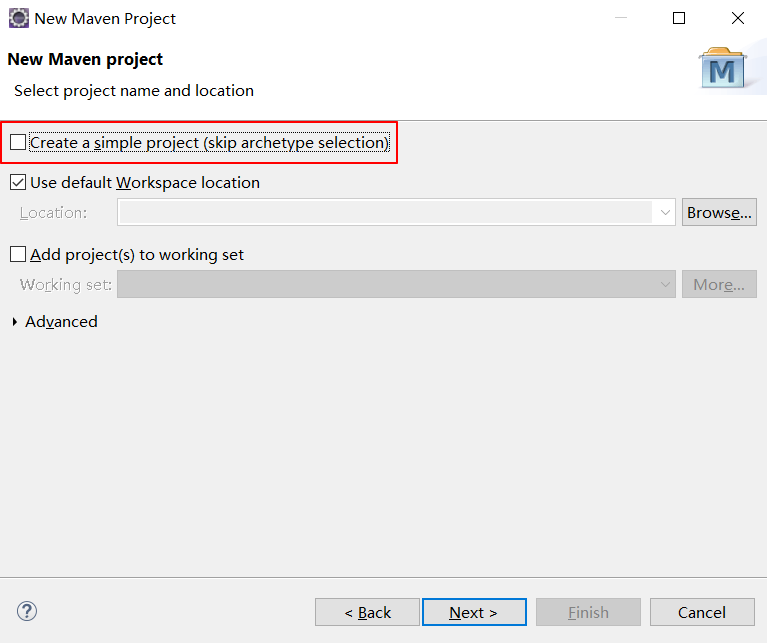 New Maven Project
New Maven project
Select project name and location
M
Create a simple project (skip archetype selection)
Use default Workspace location
Location:
Browse...
Add project(s) to working set
Working set:
More...
Advanced
?
< Back
Next >
Finish
Cancel